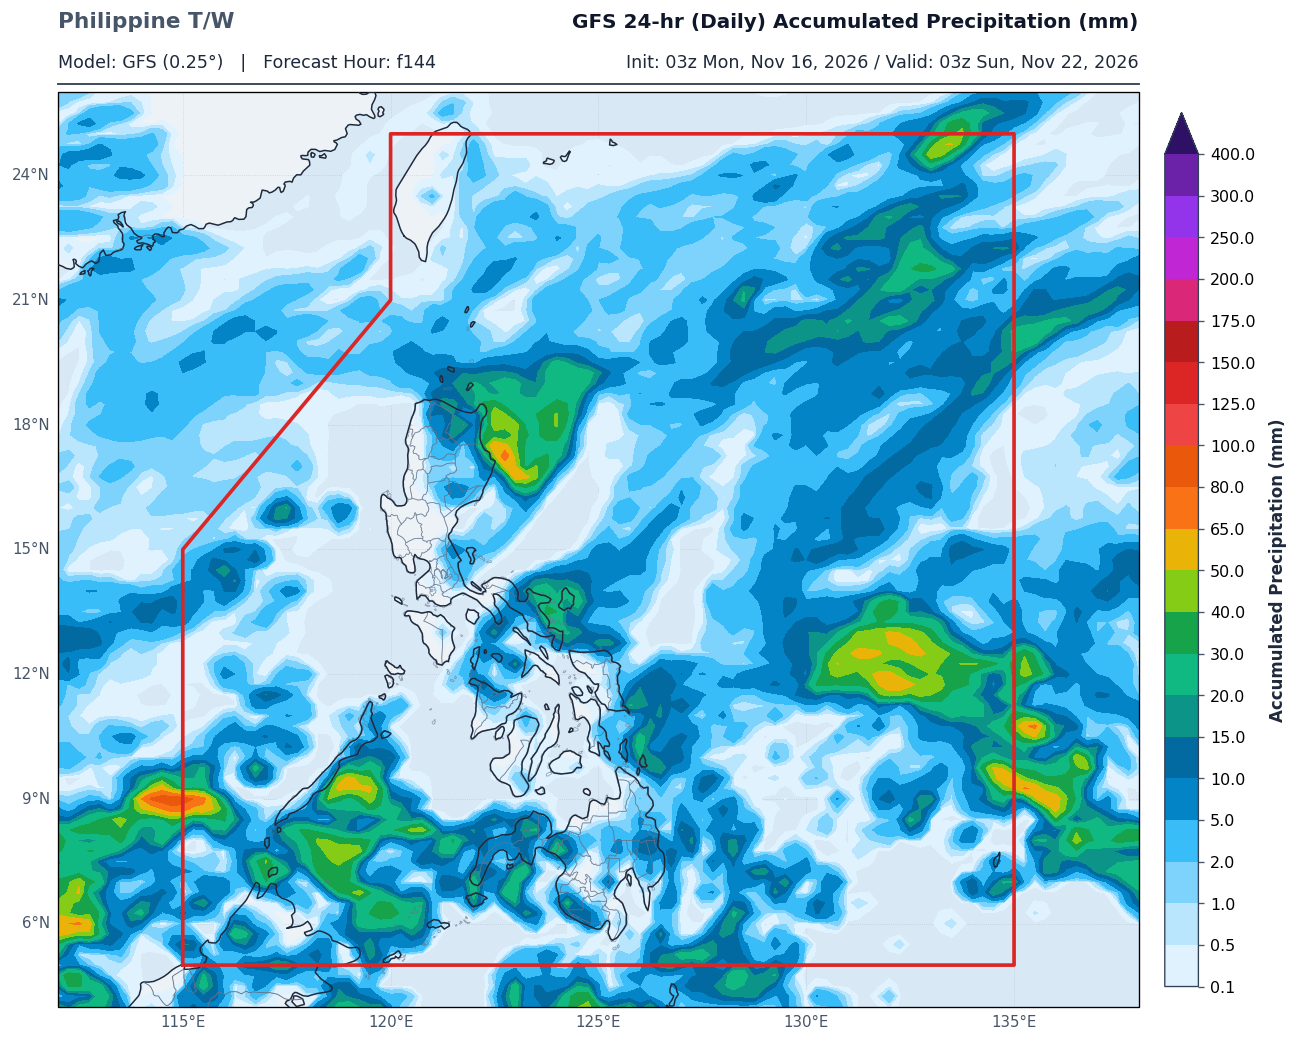 Philippine T/W
GFS 24-hr (Daily) Accumulated Precipitation (mm)
Model: GFS (0.25°)   |   Forecast Hour: f144
Init: 03z Mon, Nov 16, 2026 / Valid: 03z Sun, Nov 22, 2026
24°N
21°N
18°N
15°N
12°N
9°N
6°N
115°E
120°E
125°E
130°E
135°E
400.0
300.0
250.0
200.0
175.0
150.0
125.0
100.0
80.0
65.0
50.0
40.0
30.0
20.0
15.0
10.0
5.0
2.0
1.0
0.5
0.1
Accumulated Precipitation (mm)